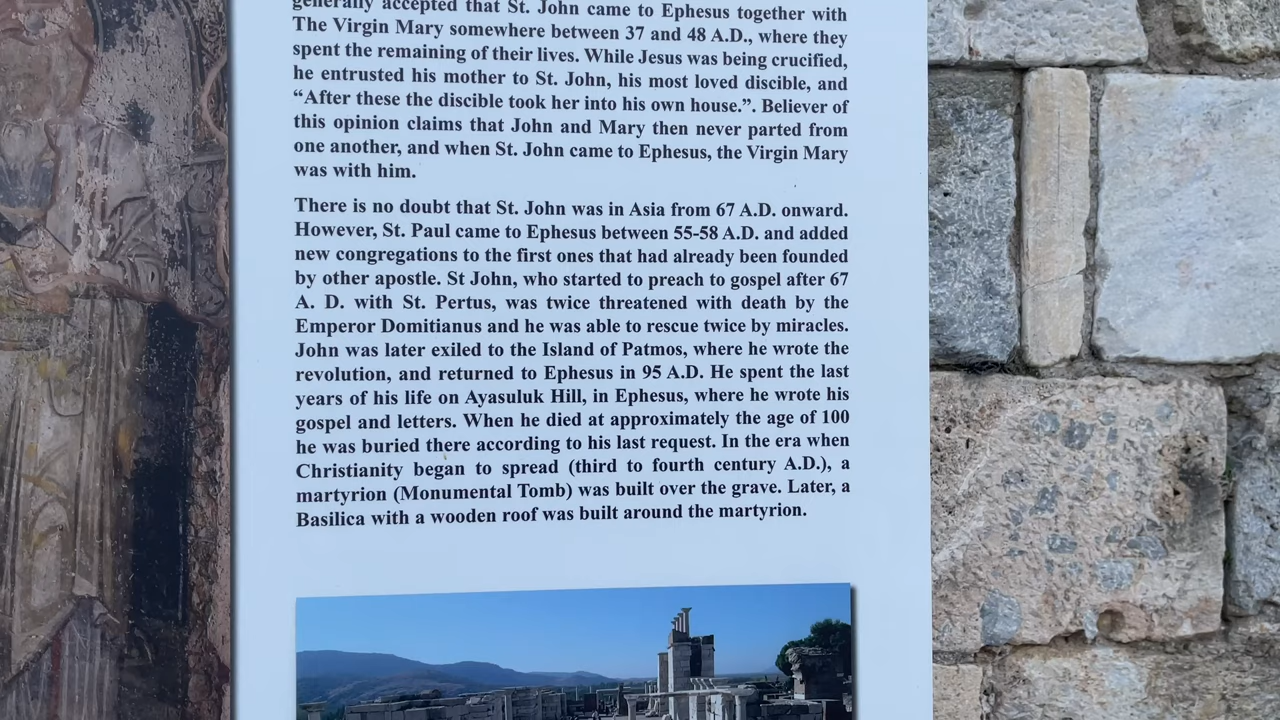 generally accepted that St. John came to Ephesus together with
The Virgin Mary somewhere between 37 and 48 A.D., where they
spent the remaining of their lives. While Jesus was being crucified,
he entrusted his mother to St. John, his most loved discible, and
“After these the discible took her into his own house.”. Believer of
this opinion claims that John and Mary then never parted from
one another, and when St. John came to Ephesus, the Virgin Mary
was with him.
There is no doubt that St. John was in Asia from 67 A.D. onward.
However, St. Paul came to Ephesus between 55-58 A.D. and added
new congregations to the first ones that had already been founded
by other apostle. St John, who started to preach to gospel after 67
A. D. with St. Pertus, was twice threatened with death by the
Emperor Domitianus and he was able to rescue twice by miracles.
John was later exiled to the Island of Patmos, where he wrote the
revolution, and returned to Ephesus in 95 A.D. He spent the last
years of his life on Ayasuluk Hill, in Ephesus, where he wrote his
gospel and letters. When he died at approximately the age of 100
he was buried there according to his last request. In the era when
Christianity began to spread (third to fourth century A.D.), a
martyrion (Monumental Tomb) was built over the grave. Later, a
Basilica with a wooden roof was built around the martyrion.